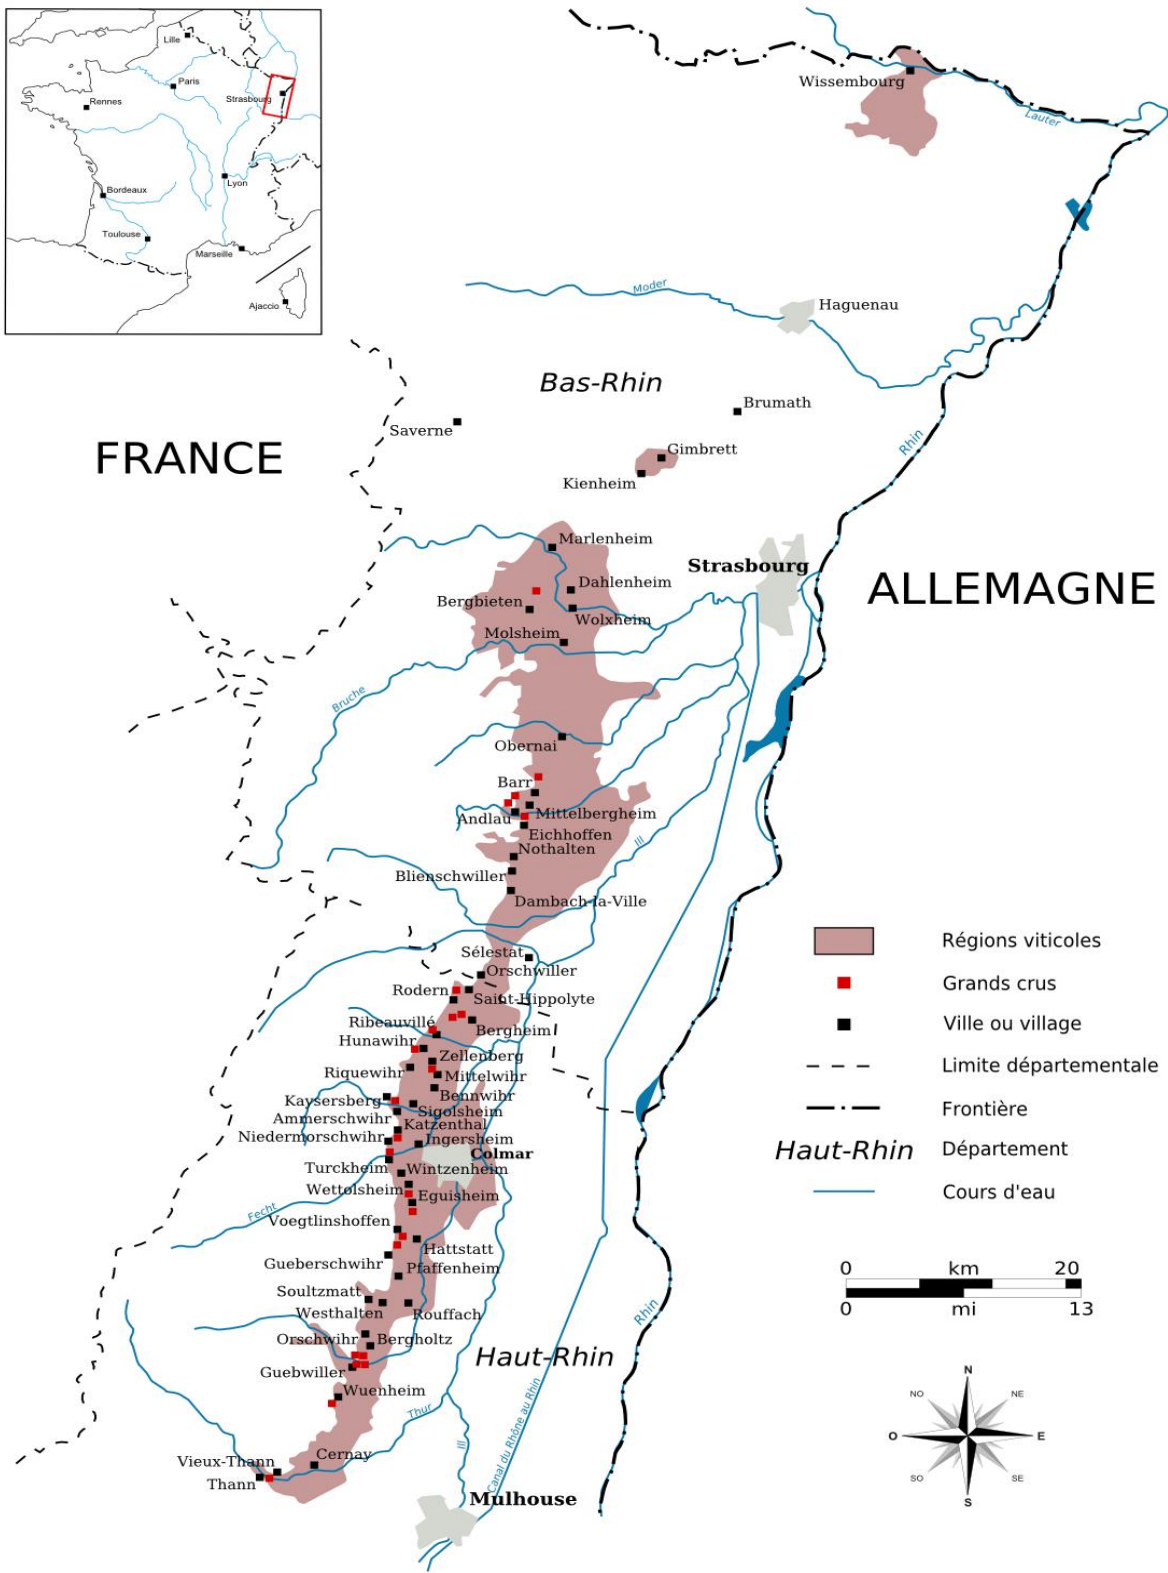 Lille
Paris
Strasbourg
Rennes
Lyon
Bordeaux
Toulouse
Marseille
Ajaccio
Wissembourg
Lauter
Moder
Haguenau
Bas-Rhin
Brumath
Saverne
FRANCE
Rhin
Gimbrett
Kienheim
Marlenheim
Strasbourg
ALLEMAGNE
Dahlenheim
Bergbieten
Wolxheim
Molsheim
Bruche
Obernai
Barr
Mittelbergheim
Andlau
Eichhoffen
Ill
Nothalten
Blienschwiller
Dambach-la-Ville
Sélestat
Orschwiller
Rodern
Saint-Hippolyte
Ribeauvillé
Bergheim
Hunawihr
Zellenberg
Riquewihr
Mittelwihr
Bennwihr
Kaysersberg
Sigolsheim
Ammerschwihr
Katzenthal
Niedermorschwihr
Ingersheim
Colmar
Turckheim
Wintzenheim
Wettolsheim
Eguisheim
Fecht
Voegtlinshoffen
Hattstatt
Gueberschwihr
Pfaffenheim
Soultzmatt
Westhalten
Rouffach
Orschwihr
Bergholtz
Haut-Rhin
Rhin
Guebwiller
Wuenheim
Thur
Ill
Canal du Rhône au Rhin
Cernay
Vieux-Thann
Thann
Mulhouse
Régions viticoles
Grands crus
Ville ou village
Limite départementale
Frontière
Haut-Rhin Département
Cours d'eau
0 km 20
0 mi 13
N
NO NE
O E
SO SE
S